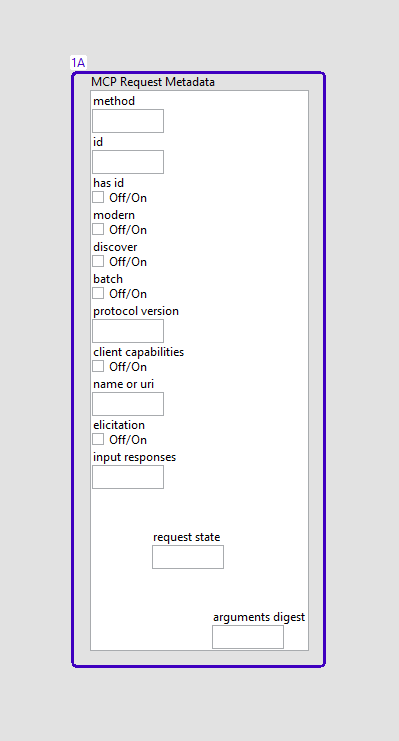 1A
MCP Request Metadata
method
id
has id
Off/On
modern
Off/On
discover
Off/On
batch
Off/On
protocol version
client capabilities
Off/On
name or uri
elicitation
Off/On
input responses
request state
arguments digest